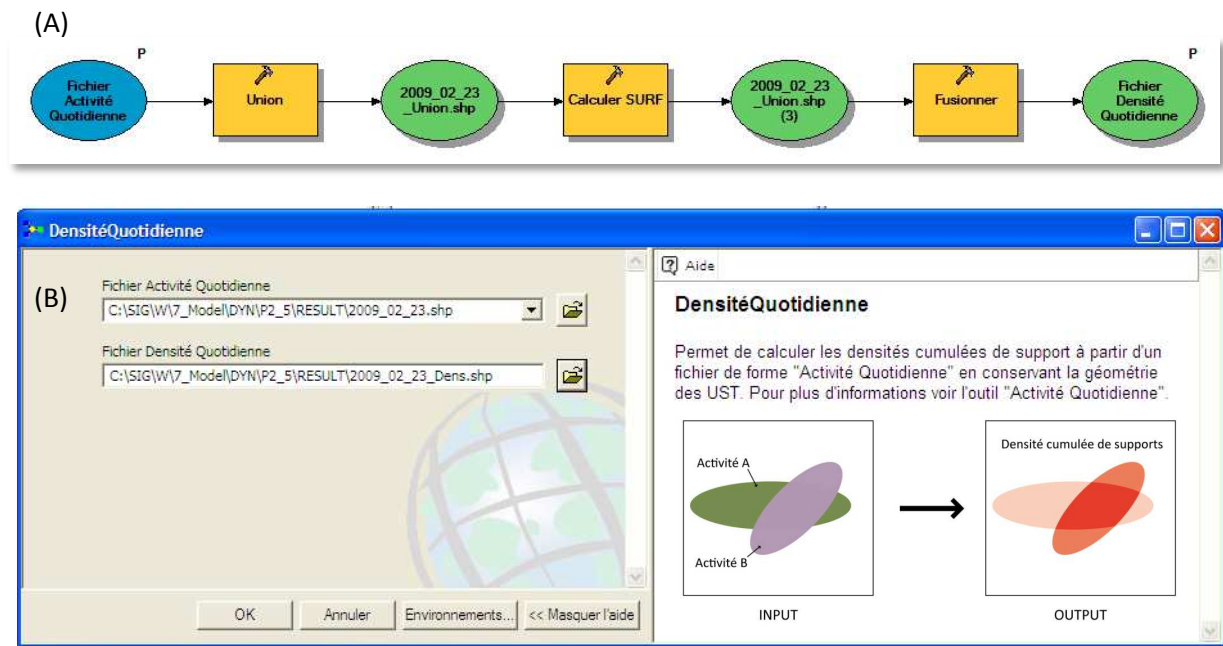 (A)
P
P
Fichier
Activité
Quotidienne
Union
2009_02_23
_Union.shp
Calculer SURF
2009_02_23
_Union.shp
(3)
Fusionner
Fichier
Densité
Quotidienne
DensitéQuotidienne
(B)
Fichier Activité Quotidienne
C:\SIG\W\7_Model\DYN\P2_5\RESULT\2009_02_23.shp
Fichier Densité Quotidienne
C:\SIG\W\7_Model\DYN\P2_5\RESULT\2009_02_23_Dens.shp
OK
Annuler
Environnements...
<< Masquer l'aide
Aide
DensitéQuotidienne
Permet de calculer les densités cumulées de support à partir d'un
fichier de forme "Activité Quotidienne" en conservant la géométrie
des UST. Pour plus d'informations voir l'outil "Activité Quotidienne".
Activité A
Activité B
INPUT
Densité cumulée de supports
OUTPUT